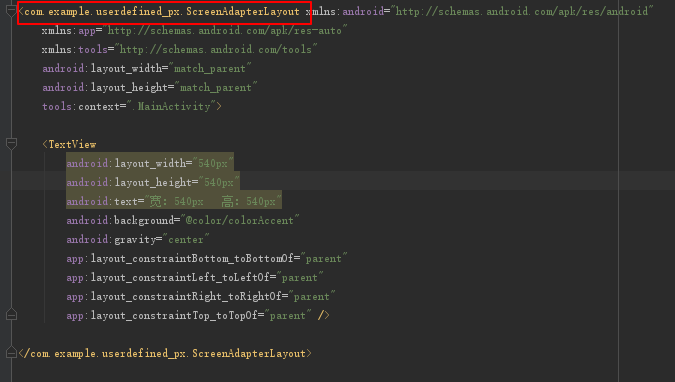 <com.example.userdefined_px.ScreenAdapterLayout xmlns:android="http://schemas.android.com/apk/res/android"
xmlns:app="http://schemas.android.com/apk/res-auto"
xmlns:tools="http://schemas.android.com/tools"
android:layout_width="match_parent"
android:layout_height="match_parent"
tools:context=".MainActivity">
<TextView
android:layout_width="540px"
android:layout_height="540px"
android:text="宽: 540px   高: 540px"
android:background="@color/colorAccent"
android:gravity="center"
app:layout_constraintBottom_toBottomOf="parent"
app:layout_constraintLeft_toLeftOf="parent"
app:layout_constraintRight_toRightOf="parent"
app:layout_constraintTop_toTopOf="parent" />
</com.example.userdefined_px.ScreenAdapterLayout>